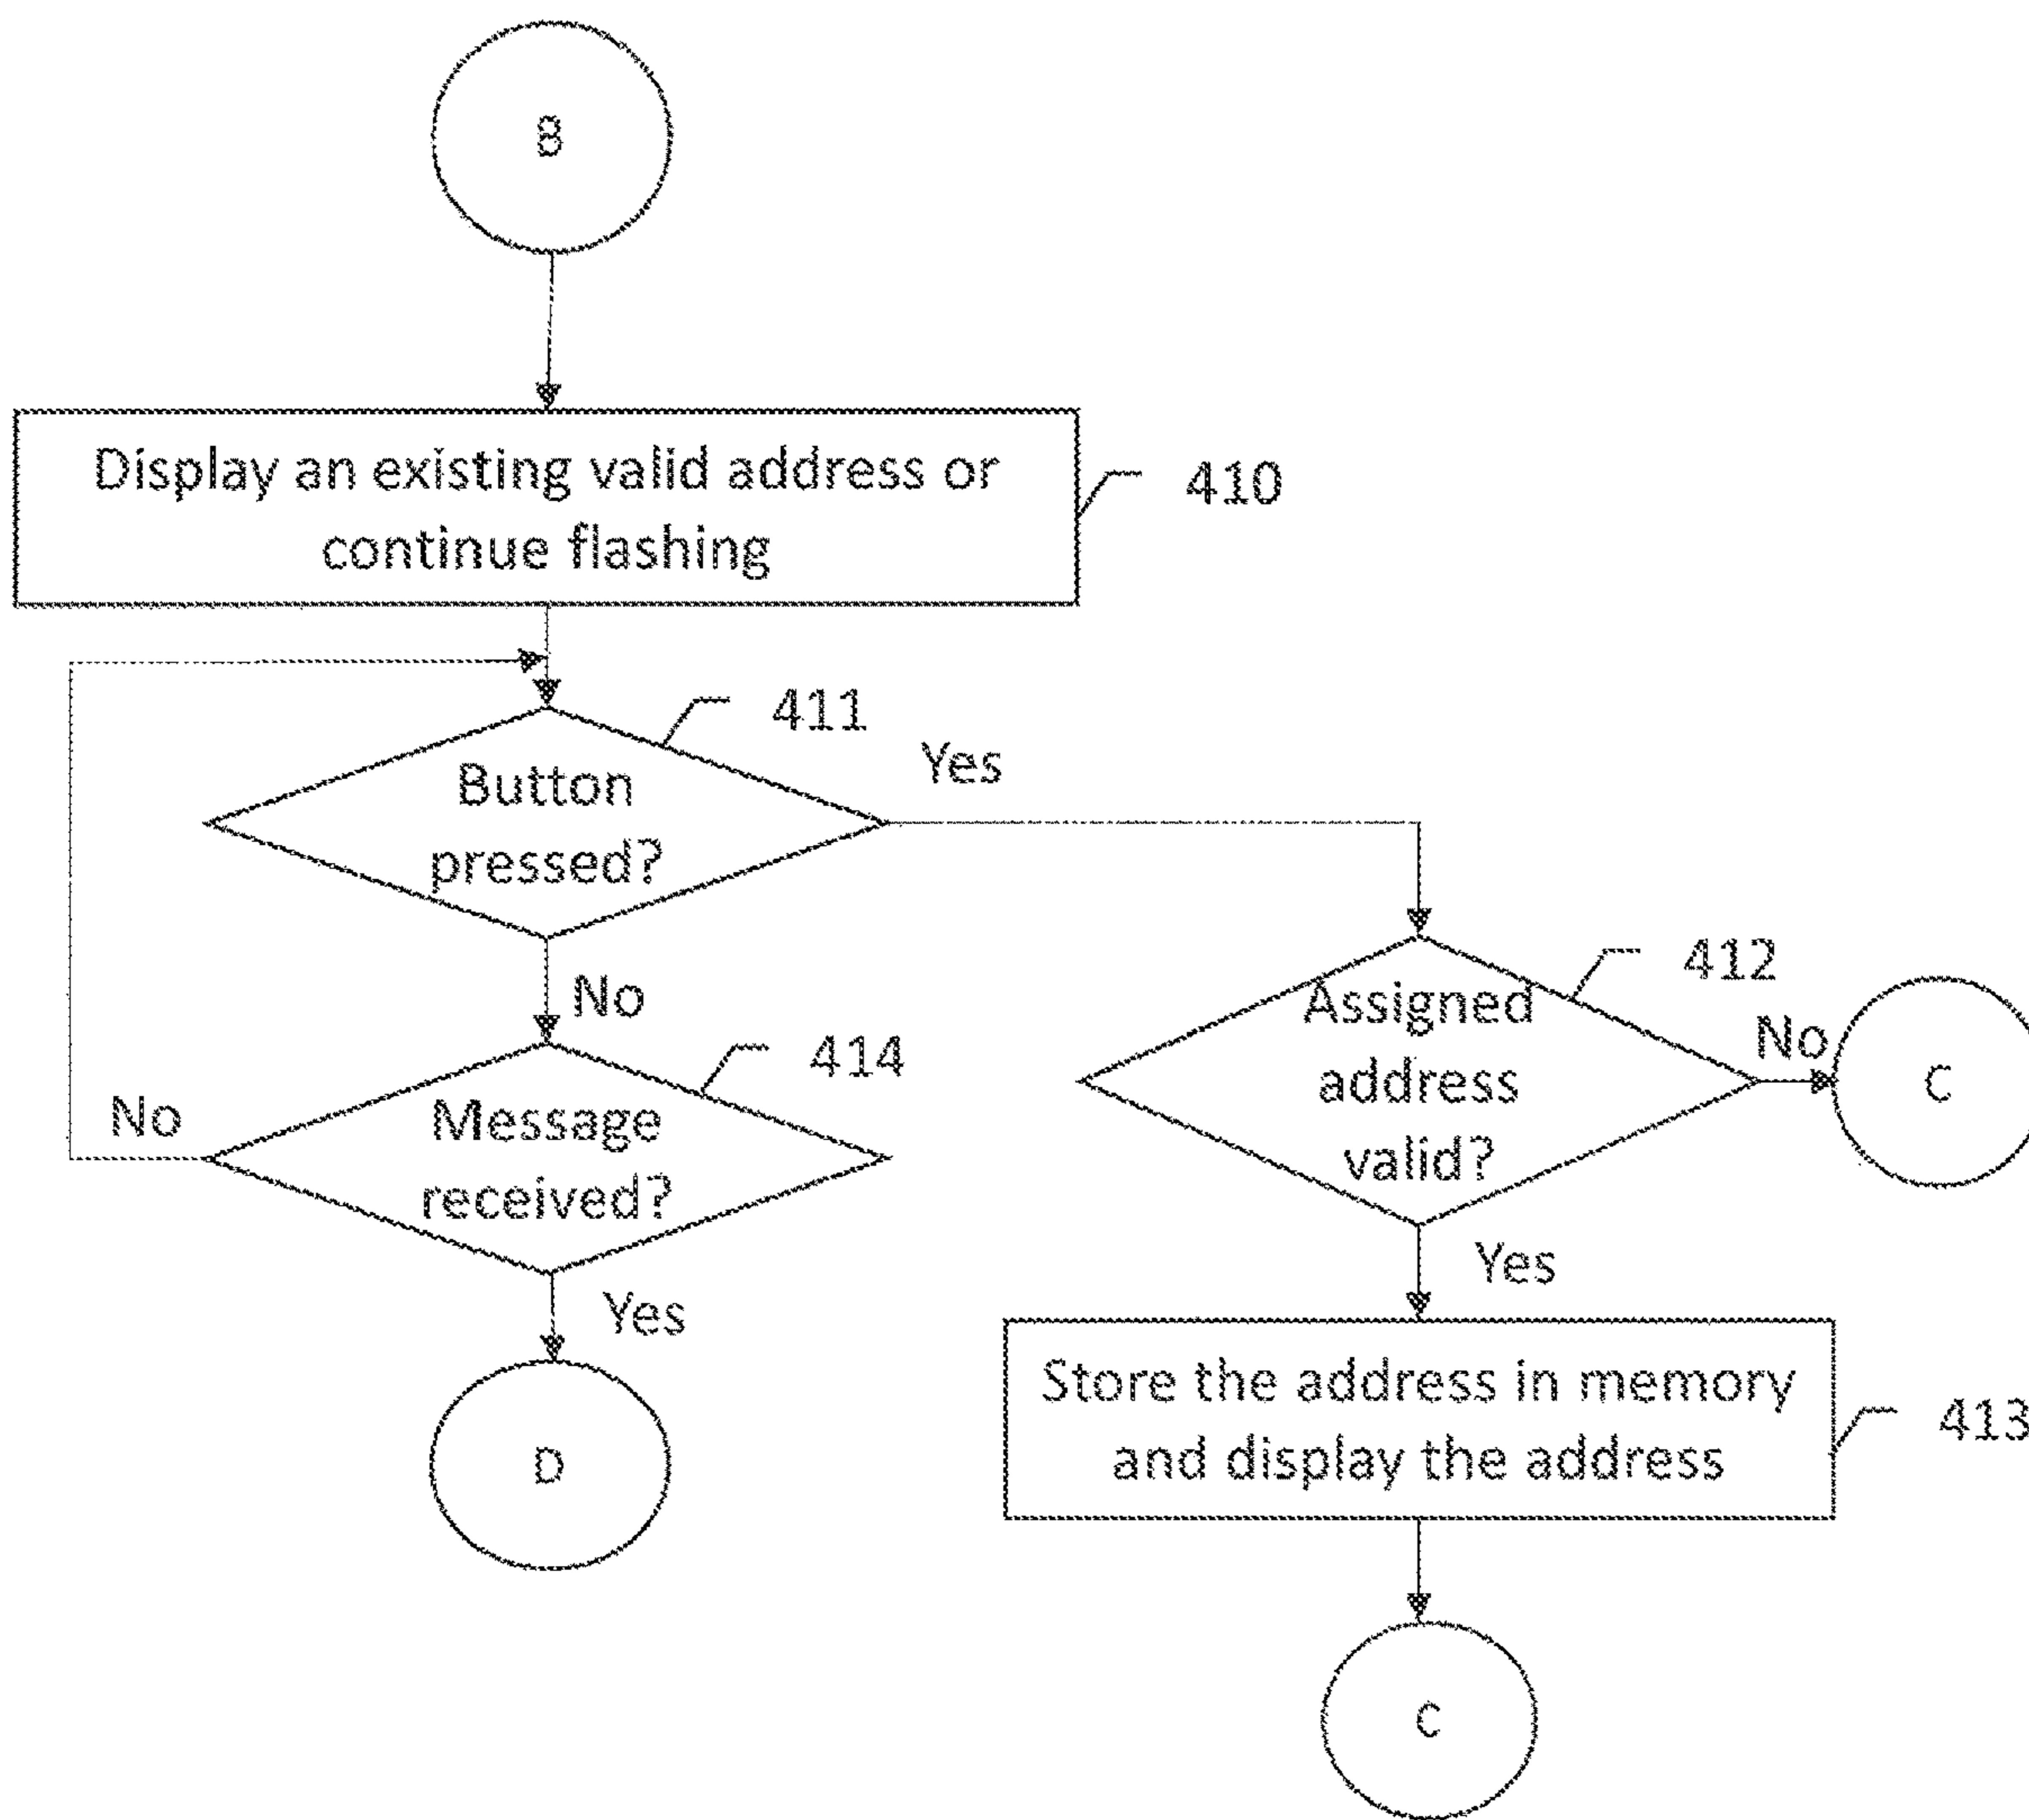 B
Display an existing valid address or
continue flashing
410
411
Button
pressed?
Yes
No
412
Assigned
address
valid?
No
C
414
Message
received?
No
Yes
D
Yes
Store the address in memory
and display the address
413
C